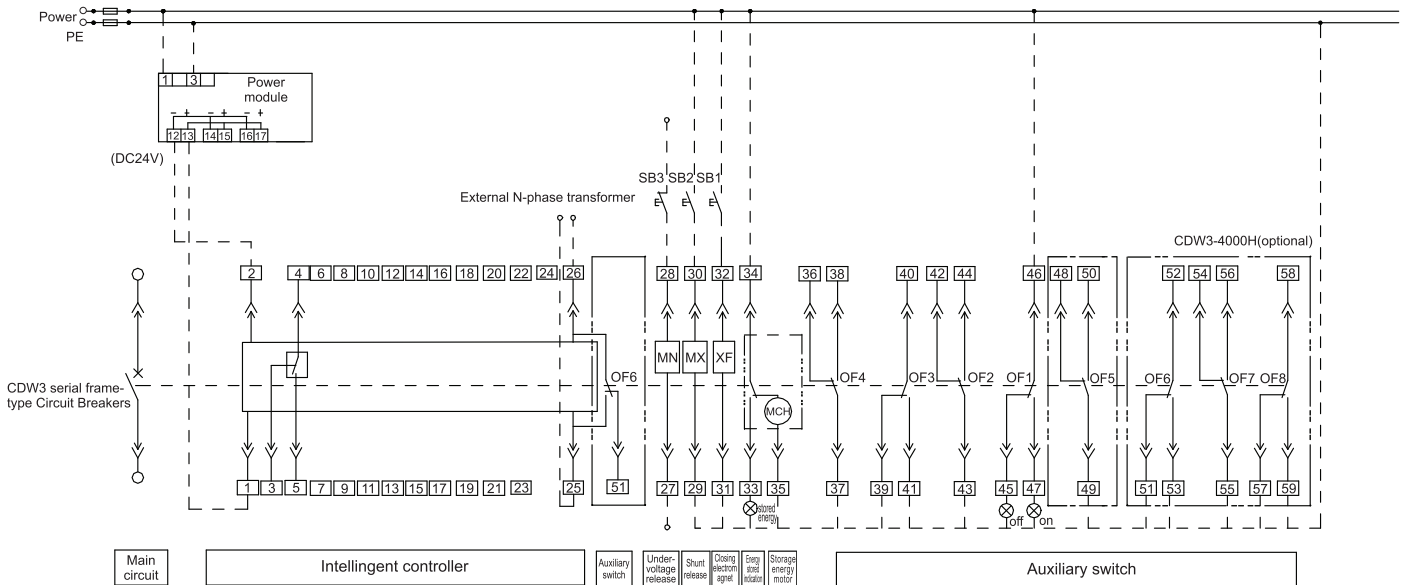 Power
PE
1 3
Power
module
- + - + - +
12 13 14 15 16 17
(DC24V)
SB3 SB2 SB1
E E E
External N-phase transformer
CDW3-4000H(optional)
2 4 6 8 10 12 14 16 18 20 22 24 26 28 30 32 34 36 38 40 42 44 46 48 50 52 54 56 58
MN MX XF
CDW3 serial frame-
type Circuit Breakers
OF6 OF4 OF3 OF2 OF1 OF5 OF6 OF7 OF8
MCH
1 3 5 7 9 11 13 15 17 19 21 23 25 51 27 29 31 33 35 37 39 41 43 45 47 49 51 53 55 57 59
stored
energy
off on
Main
circuit
Intellingent controller
Auxiliary
switch
Under-
voltage
release
Shunt
release
Closing
electrom
agnet
Energy
stored
indication
Storage
energy
motor
Auxiliary switch